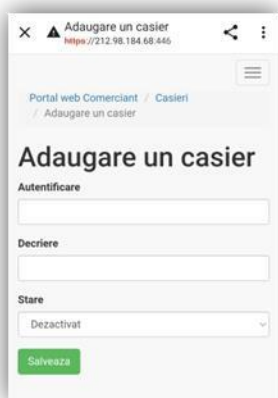 Adaugare un casier
https://212.98.184.68:446
Portal web Comerciant / Casieri
/ Adaugare un casier
Adaugare un casier
Autentificare
Decriere
Stare
Dezactivat
Salveaza